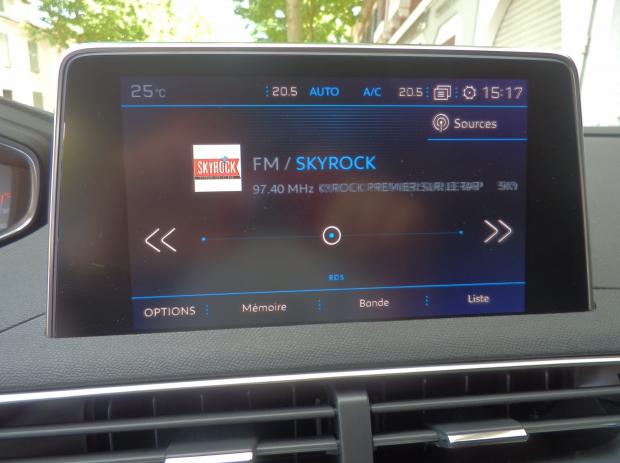 25°C 20.5 AUTO A/C 20.5 15:17
Sources
SKYROCK
FM / SKYROCK
97.40 MHz
RDS
OPTIONS Mémoire Bande Liste